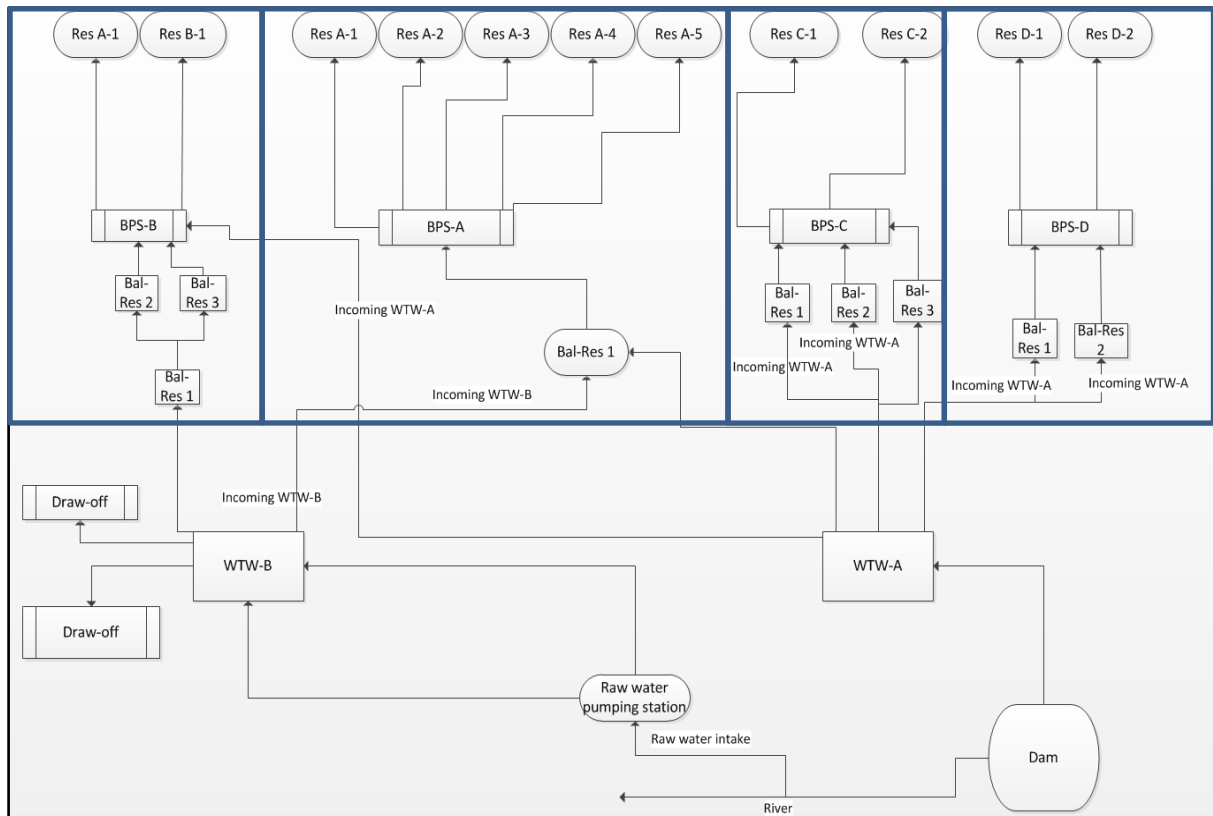 Res A-1
Res B-1
Res A-1
Res A-2
Res A-3
Res A-4
Res A-5
Res C-1
Res C-2
Res D-1
Res D-2
BPS-B
BPS-A
BPS-C
BPS-D
Bal-
Res 2
Bal-
Res 3
Bal-
Res 1
Bal-
Res 2
Bal-
Res 3
Incoming WTW-A
Bal-Res 1
Incoming WTW-A
Incoming WTW-A
Bal-
Res 1
Bal-Res
2
Bal-
Res 1
Incoming WTW-B
Incoming WTW-A
Incoming WTW-A
Draw-off
Incoming WTW-B
WTW-B
WTW-A
Draw-off
Raw water
pumping station
Raw water intake
Dam
River